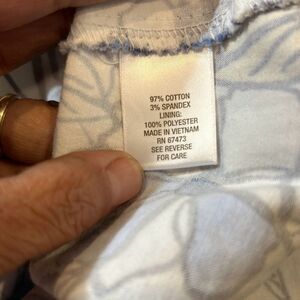 97% COTTON
3% SPANDEX
LINING:
100% POLYESTER
MADE IN VIETNAM
RN 67473
SEE REVERSE
FOR CARE